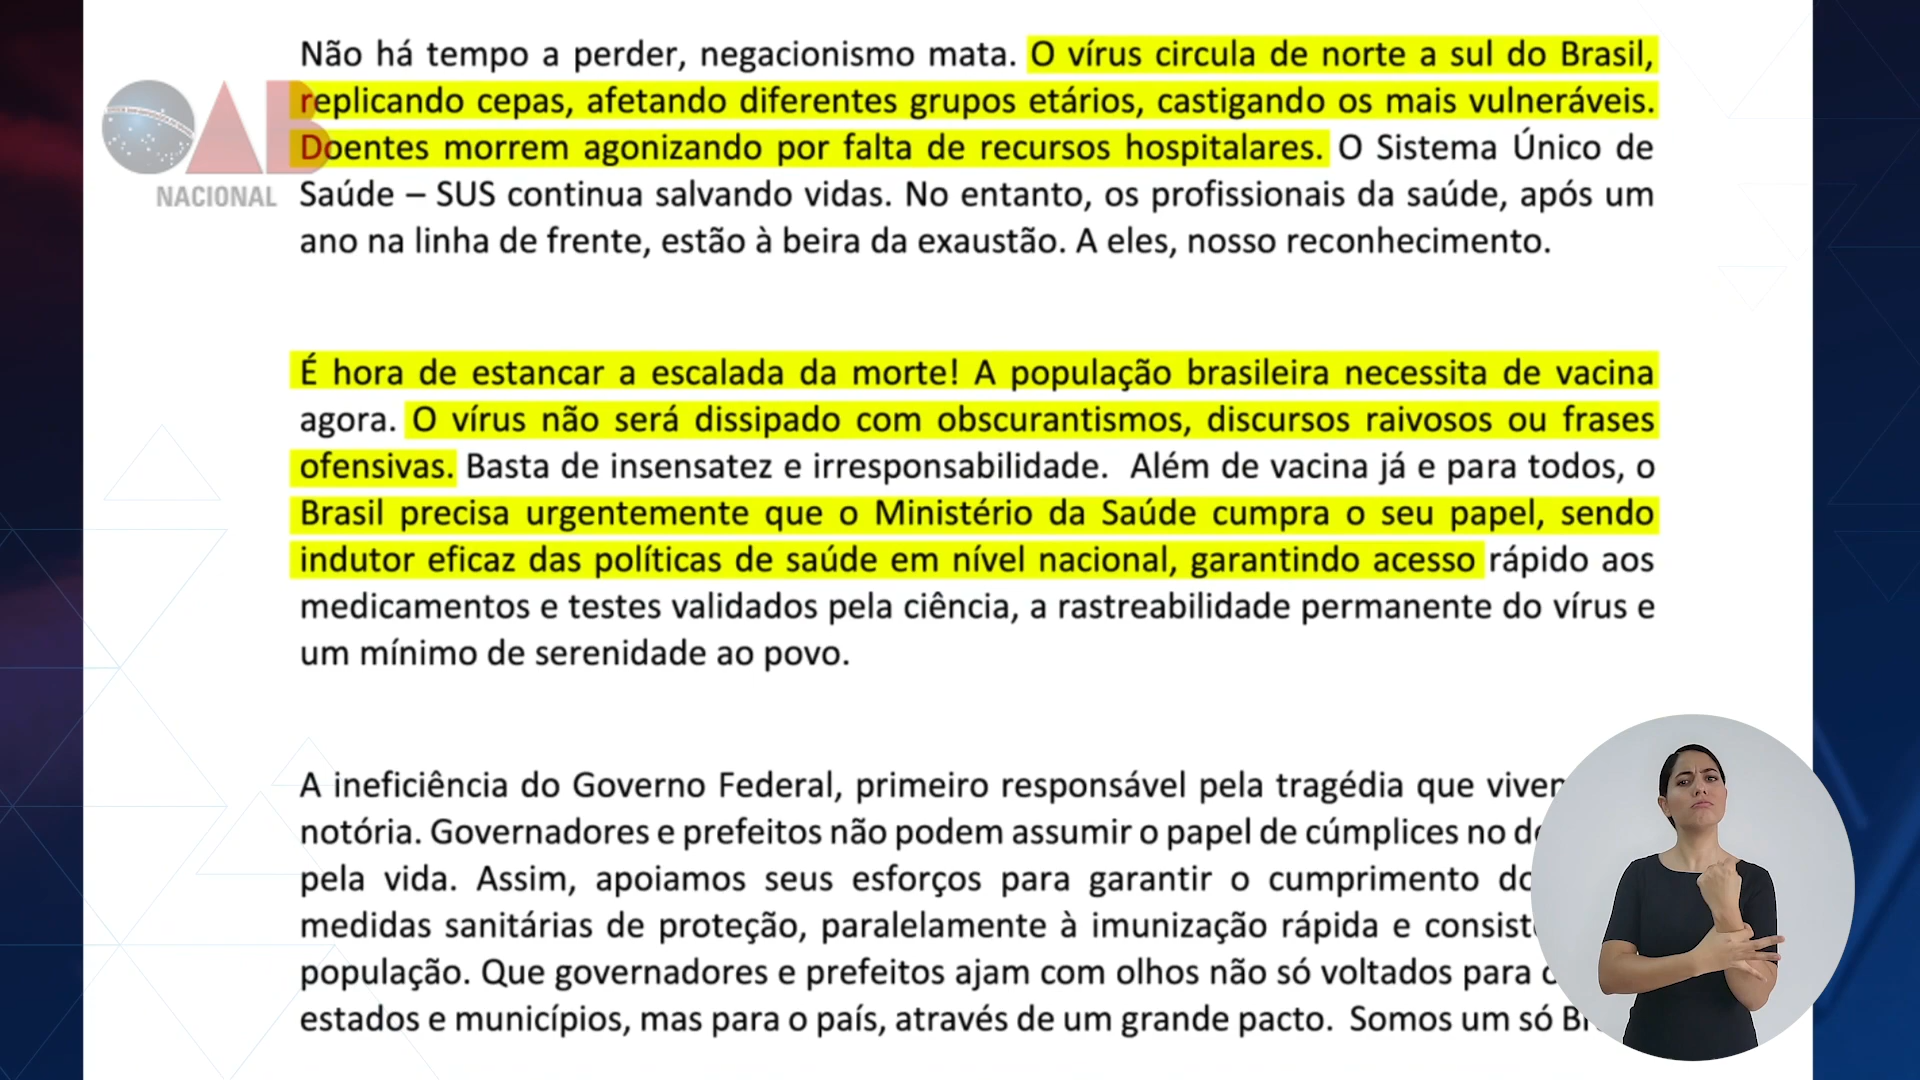 Não há tempo a perder, negacionismo mata. O vírus circula de norte a sul do Brasil,
replicando cepas, afetando diferentes grupos etários, castigando os mais vulneráveis.
Doentes morrem agonizando por falta de recursos hospitalares. O Sistema Único de
Saúde – SUS continua salvando vidas. No entanto, os profissionais da saúde, após um
ano na linha de frente, estão à beira da exaustão. A eles, nosso reconhecimento.
OAB
NACIONAL
É hora de estancar a escalada da morte! A população brasileira necessita de vacina
agora. O vírus não será dissipado com obscurantismos, discursos raivosos ou frases
ofensivas. Basta de insensatez e irresponsabilidade. Além de vacina já e para todos, o
Brasil precisa urgentemente que o Ministério da Saúde cumpra o seu papel, sendo
indutor eficaz das políticas de saúde em nível nacional, garantindo acesso rápido aos
medicamentos e testes validados pela ciência, a rastreabilidade permanente do vírus e
um mínimo de serenidade ao povo.
A ineficiência do Governo Federal, primeiro responsável pela tragédia que
notória. Governadores e prefeitos não podem assumir o papel de cúmplices no
pela vida. Assim, apoiamos seus esforços para garantir o cumprimento
medidas sanitárias de proteção, paralelamente à imunização rápida e
população. Que governadores e prefeitos ajam com olhos não só voltados para
estados e municípios, mas para o país, através de um grande pacto. Somos um só